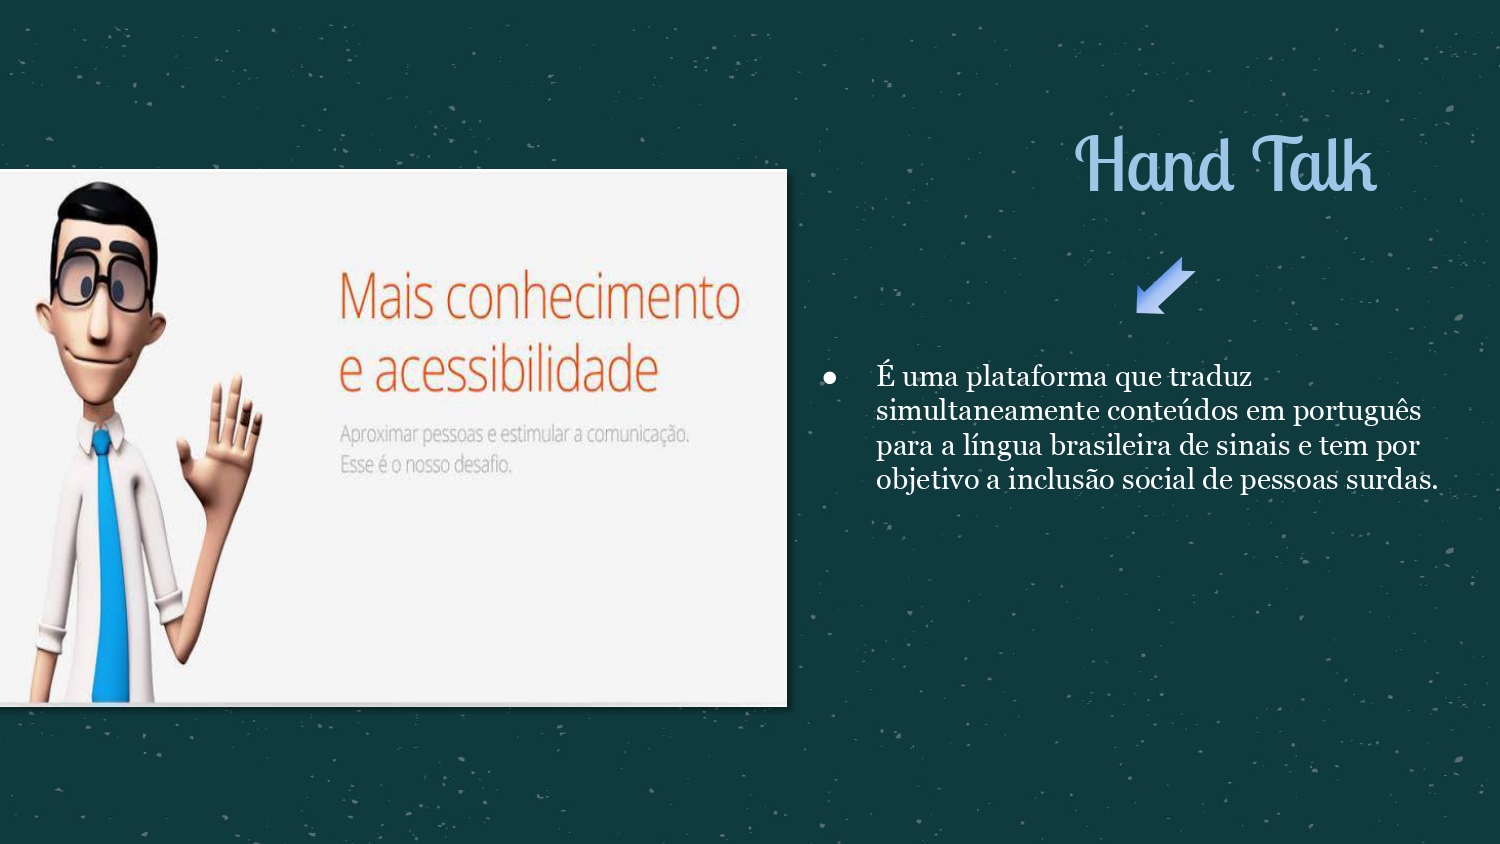 Hand Talk
Mais conhecimento
e acessibilidade
Aproximar pessoas e estimular a comunicação.
Esse é o nosso desafio.
● É uma plataforma que traduz
simultaneamente conteúdos em português
para a língua brasileira de sinais e tem por
objetivo a inclusão social de pessoas surdas.